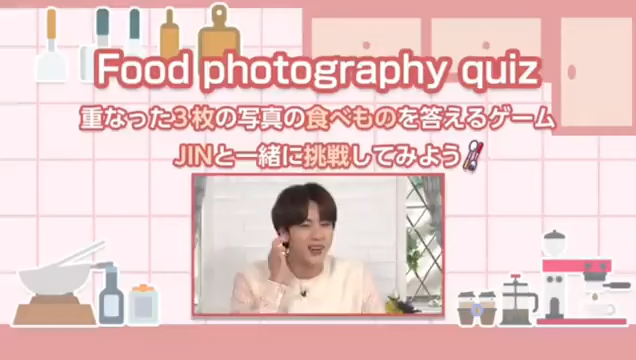 Food photography quiz
重なった3枚の写真の食べものを答えるゲーム
JINと一緒に挑戦してみよう